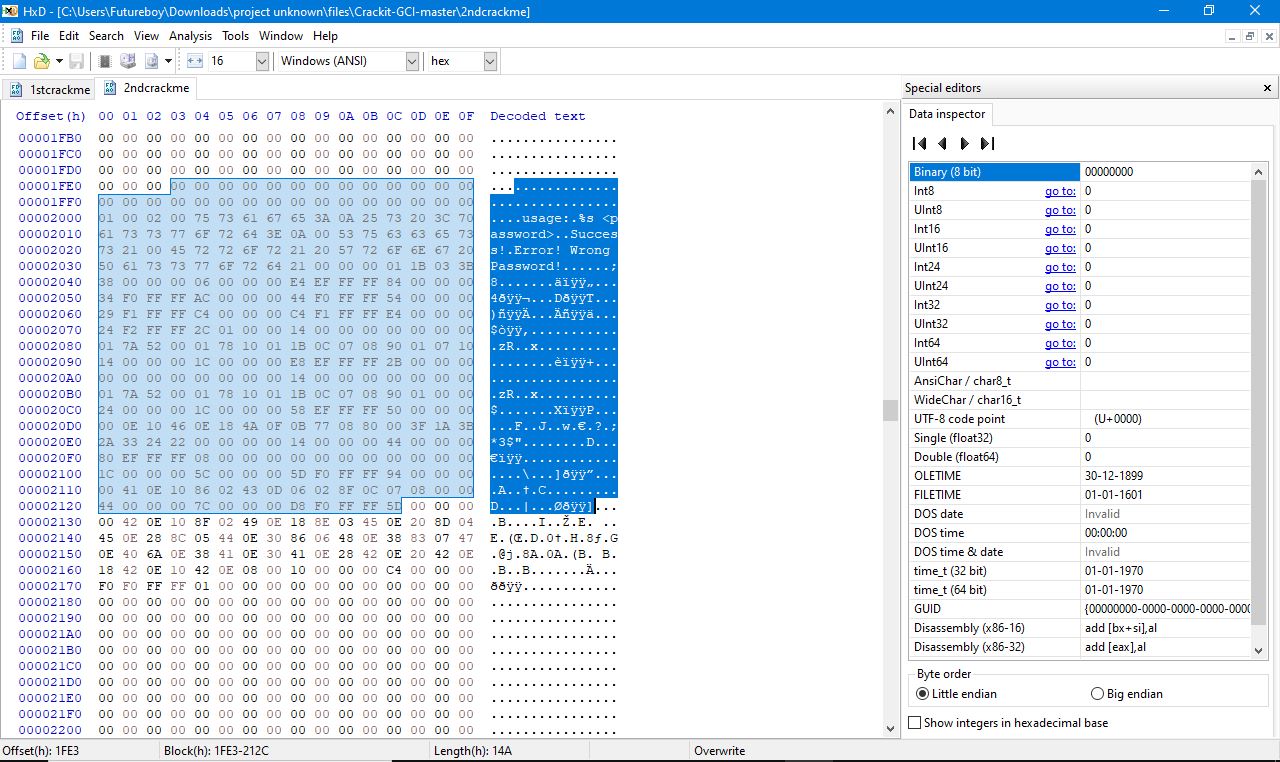 HxD - [C:\Users\Futureboy\Downloads\project unknown\files\Crackit-GCI-master\2ndcrackme]
File Edit Search View Analysis Tools Window Help
16 Windows (ANSI) hex
1stcrackme 2ndcrackme
Special editors
Data inspector
Offset(h) 00 01 02 03 04 05 06 07 08 09 0A 0B 0C 0D 0E 0F Decoded text
00001FB0 00 00 00 00 00 00 00 00 00 00 00 00 00 00 00 00 ................
00001FC0 00 00 00 00 00 00 00 00 00 00 00 00 00 00 00 00 ................
00001FD0 00 00 00 00 00 00 00 00 00 00 00 00 00 00 00 00 ................
00001FE0 00 00 00 00 00 00 00 00 00 00 00 00 00 00 00 00 ................
00001FF0 00 00 00 00 00 00 00 00 00 00 00 00 00 00 00 00 ................
00002000 01 00 02 00 75 73 61 67 65 3A 0A 25 73 20 3C 70 ....usage:.%s <p
00002010 61 73 73 77 6F 72 64 3E 0A 00 53 75 63 63 65 73 assword>..Succes
00002020 73 21 00 45 72 72 6F 72 21 20 57 72 6F 6E 67 20 s!.Error! Wrong
00002030 50 61 73 73 77 6F 72 64 21 00 00 00 01 1B 03 3B Password!......;
00002040 38 00 00 00 06 00 00 00 E4 EF FF FF 84 00 00 00 8.......äïÿÿ„...
00002050 34 F0 FF FF AC 00 00 00 44 F0 FF FF 54 00 00 00 4ðÿÿ¬...DðÿÿT...
00002060 29 F1 FF FF C4 00 00 00 C4 F1 FF FF E4 00 00 00 )ñÿÿÄ...Äñÿÿä...
00002070 24 F2 FF FF 2C 01 00 00 14 00 00 00 00 00 00 00 $òÿÿ,...........
00002080 01 7A 52 00 01 78 10 01 1B 0C 07 08 90 01 07 10 .zR..x..........
00002090 14 00 00 00 1C 00 00 00 E8 EF FF FF 2B 00 00 00 ........èïÿÿ+...
000020A0 00 00 00 00 00 00 00 00 14 00 00 00 00 00 00 00 ................
000020B0 01 7A 52 00 01 78 10 01 1B 0C 07 08 90 01 00 00 .zR..x..........
000020C0 24 00 00 00 1C 00 00 00 58 EF FF FF 50 00 00 00 $.......XïÿÿP...
000020D0 00 0E 10 46 0E 18 4A 0F 0B 77 08 80 00 3F 1A 3B ...F..J..w.€.?.;
000020E0 2A 33 24 22 00 00 00 00 14 00 00 00 44 00 00 00 *3$"........D...
000020F0 80 EF FF FF 08 00 00 00 00 00 00 00 00 00 00 00 €ïÿÿ............
00002100 1C 00 00 00 5C 00 00 00 5D F0 FF FF 94 00 00 00 ....\...]ðÿÿ”...
00002110 00 41 0E 10 86 02 43 0D 06 02 8F 0C 07 08 00 00 .A..†.C.........
00002120 44 00 00 00 7C 00 00 00 D8 F0 FF FF 5D 00 00 00 D...|...Øðÿÿ]...
00002130 00 42 0E 10 8F 02 49 0E 18 8E 03 45 0E 20 8D 04 .B....I..Ž.E. ..
00002140 45 0E 28 8C 05 44 0E 30 86 06 48 0E 38 83 07 47 E.(Œ.D.0†.H.8ƒ.G
00002150 0E 40 6A 0E 38 41 0E 30 41 0E 28 42 0E 20 42 0E .@j.8A.0A.(B. B.
00002160 18 42 0E 10 42 0E 08 00 10 00 00 00 C4 00 00 00 .B..B.......Ä...
00002170 F0 F0 FF FF 01 00 00 00 00 00 00 00 00 00 00 00 ððÿÿ............
00002180 00 00 00 00 00 00 00 00 00 00 00 00 00 00 00 00 ................
00002190 00 00 00 00 00 00 00 00 00 00 00 00 00 00 00 00 ................
000021A0 00 00 00 00 00 00 00 00 00 00 00 00 00 00 00 00 ................
000021B0 00 00 00 00 00 00 00 00 00 00 00 00 00 00 00 00 ................
000021C0 00 00 00 00 00 00 00 00 00 00 00 00 00 00 00 00 ................
000021D0 00 00 00 00 00 00 00 00 00 00 00 00 00 00 00 00 ................
000021E0 00 00 00 00 00 00 00 00 00 00 00 00 00 00 00 00 ................
000021F0 00 00 00 00 00 00 00 00 00 00 00 00 00 00 00 00 ................
00002200 00 00 00 00 00 00 00 00 00 00 00 00 00 00 00 00 ................
Binary (8 bit) 00000000
Int8 go to: 0
UInt8 go to: 0
Int16 go to: 0
UInt16 go to: 0
Int24 go to: 0
UInt24 go to: 0
Int32 go to: 0
UInt32 go to: 0
Int64 go to: 0
UInt64 go to: 0
AnsiChar / char8_t
WideChar / char16_t
UTF-8 code point (U+0000)
Single (float32) 0
Double (float64) 0
OLETIME 30-12-1899
FILETIME 01-01-1601
DOS date Invalid
DOS time 00:00:00
DOS time & date Invalid
time_t (32 bit) 01-01-1970
time_t (64 bit) 01-01-1970
GUID {00000000-0000-0000-0000-000
Disassembly (x86-16) add [bx+si],al
Disassembly (x86-32) add [eax],al
Byte order
Little endian Big endian
Show integers in hexadecimal base
Offset(h): 1FE3 Block(h): 1FE3-212C Length(h): 14A Overwrite